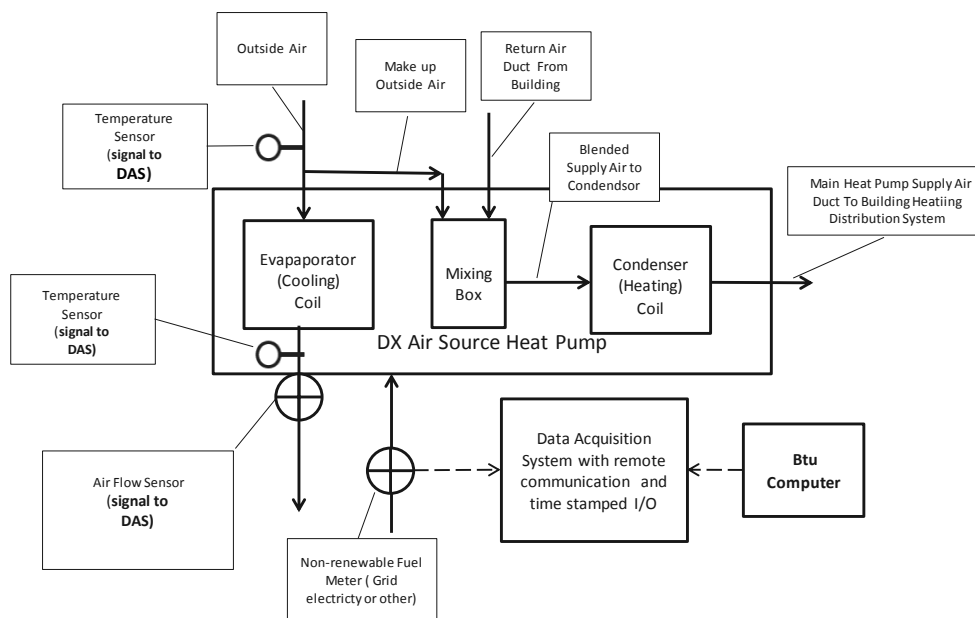 Outside Air
Make up
Outside Air
Return Air
Duct From
Building
Temperature
Sensor
(signal to
DAS)
Blended
Supply Air to
Condendsor
Main Heat Pump Supply Air
Duct To Building Heatiing
Distribution System
Evapaporator
(Cooling)
Coil
Mixing
Box
Condenser
(Heating)
Coil
DX Air Source Heat Pump
Temperature
Sensor
(signal to
DAS)
Air Flow Sensor
(signal to
DAS)
Data Acquisition
System with remote
communication and
time stamped I/O
Btu
Computer
Non-renewable Fuel
Meter ( Grid
electricty or other)